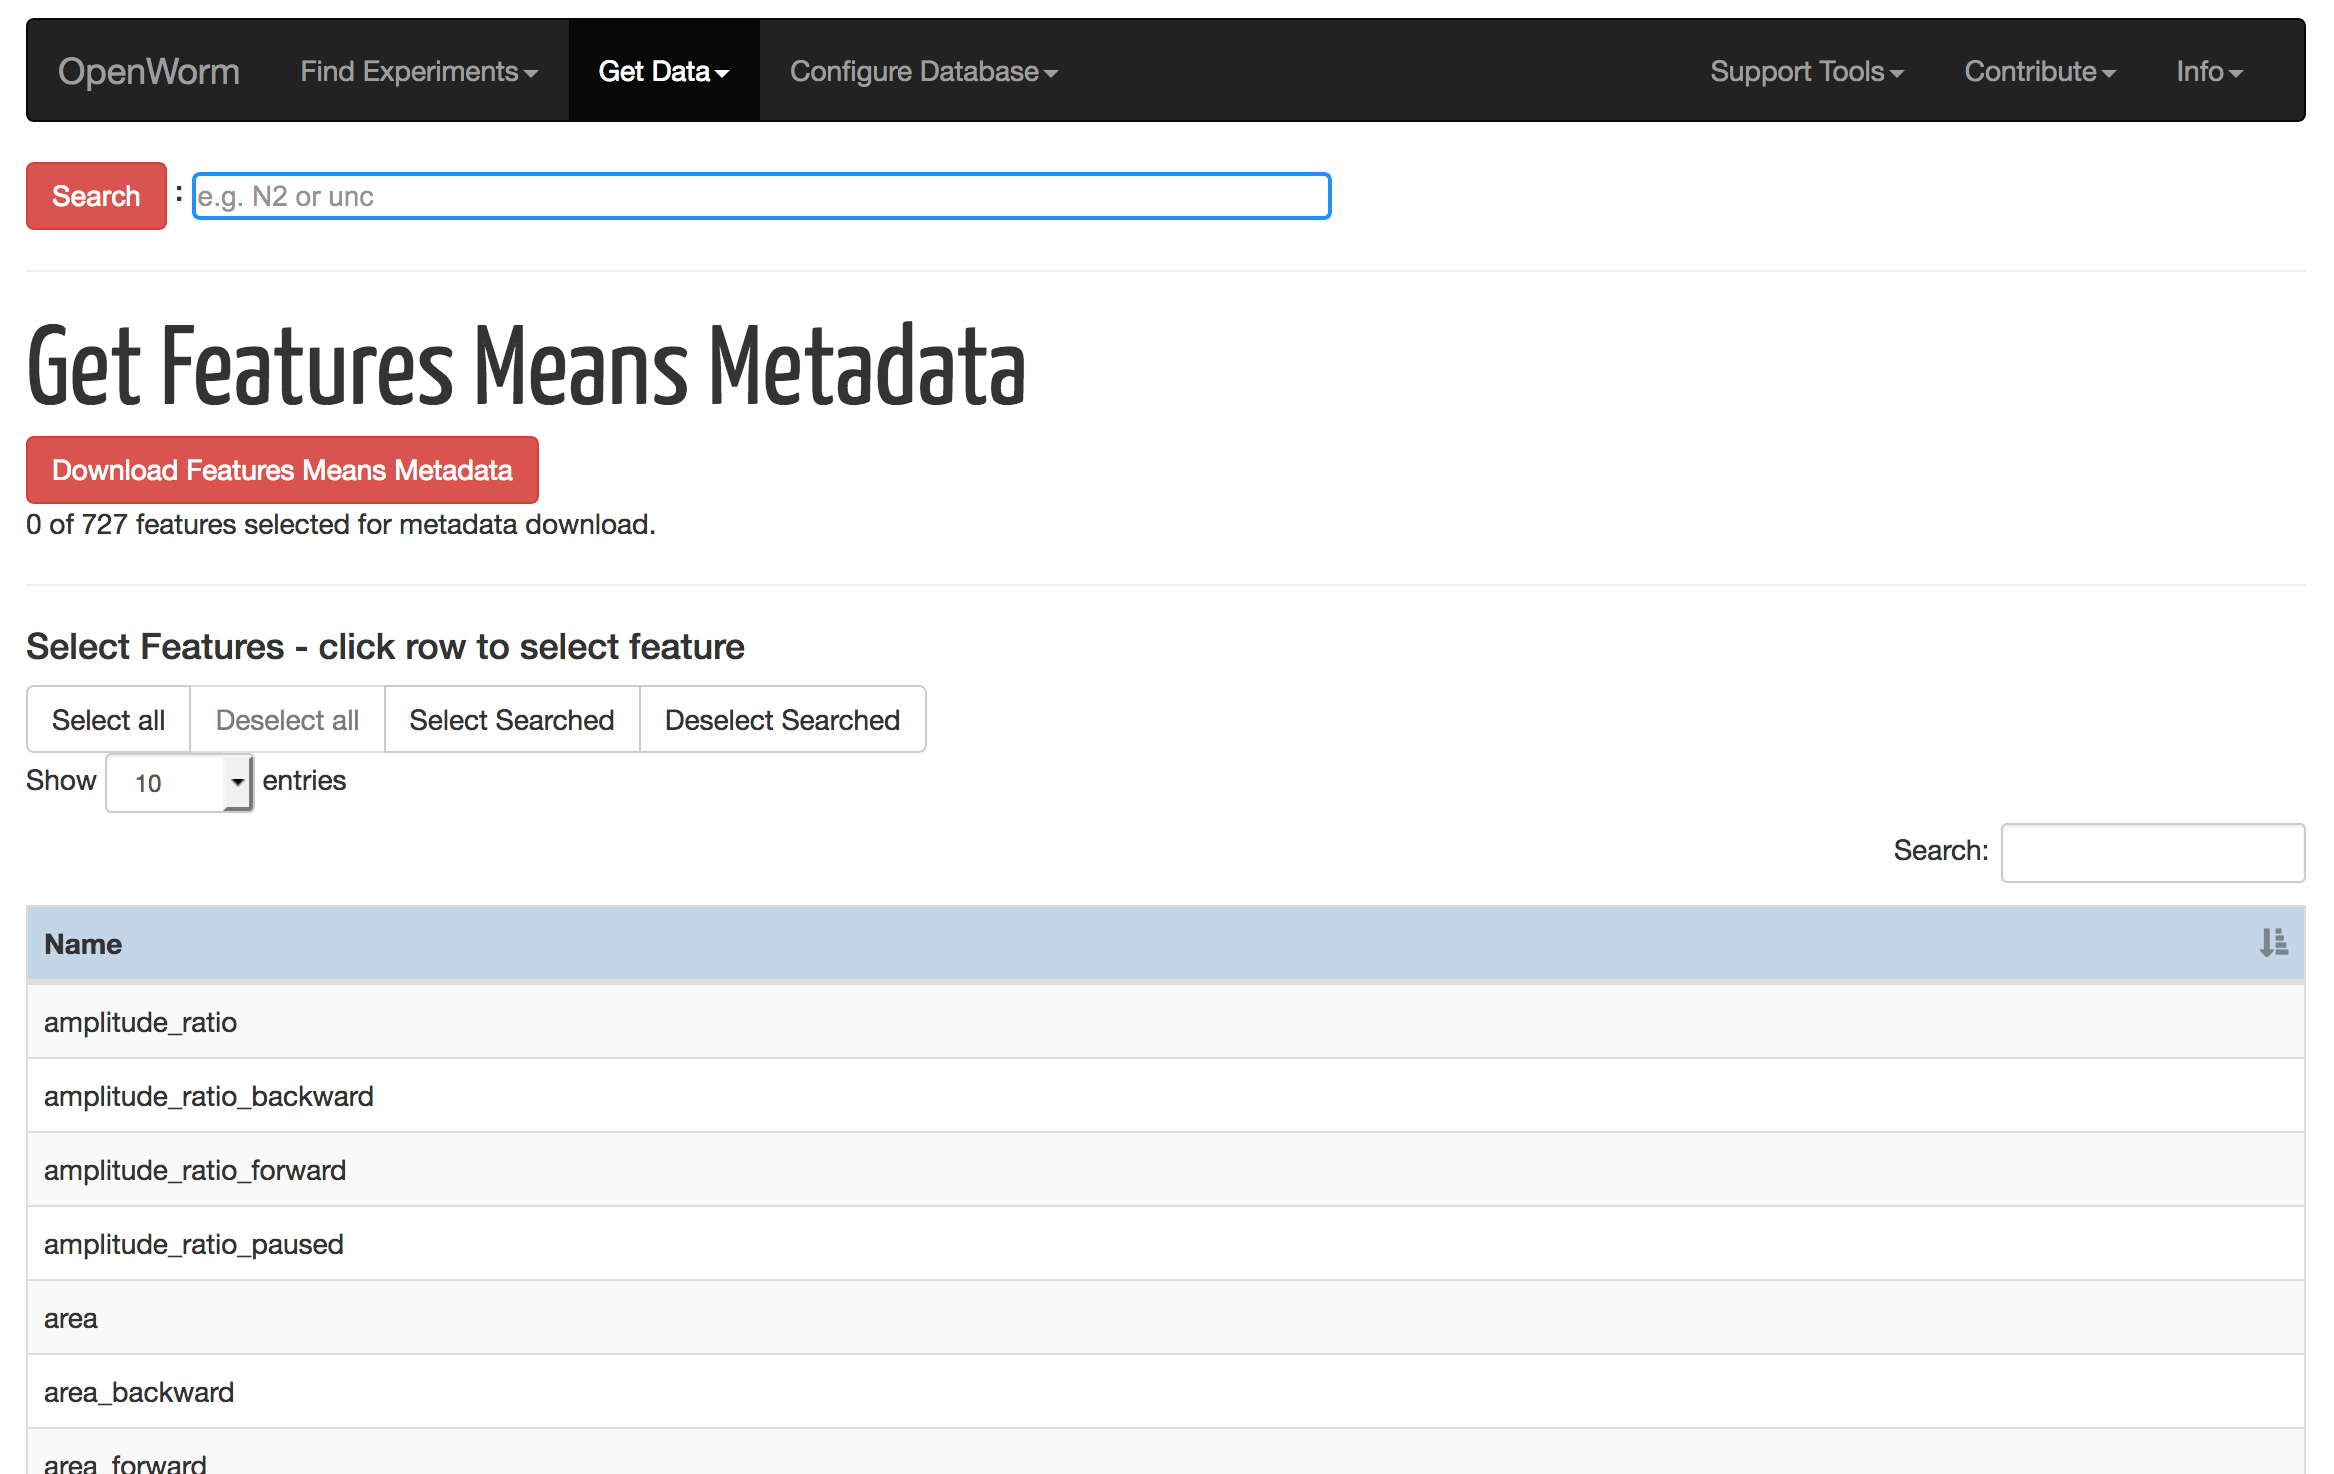 OpenWorm Find Experiments Get Data Configure Database Support Tools Contribute Info
Search : e.g. N2 or unc
Get Features Means Metadata
Download Features Means Metadata
0 of 727 features selected for metadata download.
Select Features - click row to select feature
Select all Deselect all Select Searched Deselect Searched
Show 10 entries
Search:
Name
amplitude_ratio
amplitude_ratio_backward
amplitude_ratio_forward
amplitude_ratio_paused
area
area_backward
area_forward